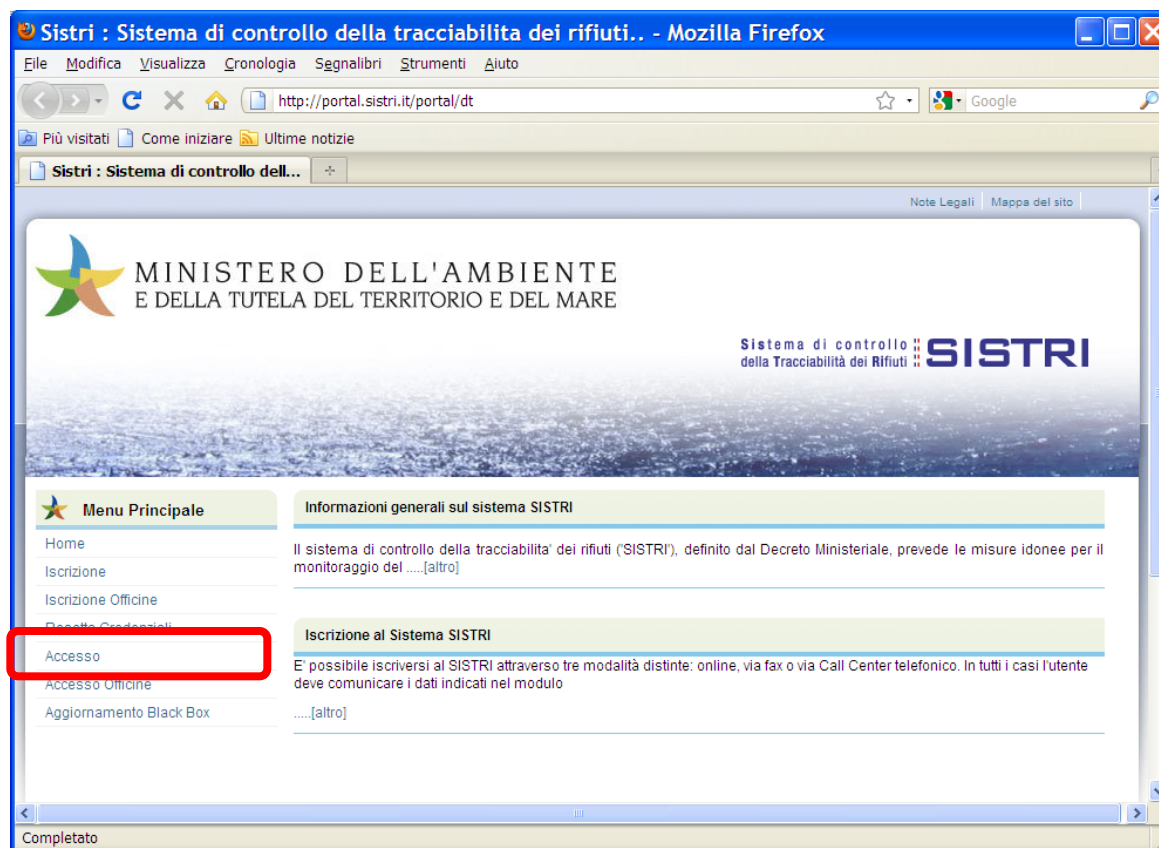 Sistri : Sistema di controllo della tracciabilita dei rifiuti.. - Mozilla Firefox
File Modifica Visualizza Cronologia Segnalibri Strumenti Aiuto
http://portal.sistri.it/portal/dt
Google
Più visitati Come iniziare Ultime notizie
Sistri : Sistema di controllo dell...
Note Legali Mappa del sito
MINISTERO DELL'AMBIENTE
E DELLA TUTELA DEL TERRITORIO E DEL MARE
Sistema di controllo
della Tracciabilità dei Rifiuti
SISTRI
Menu Principale
Home
Iscrizione
Iscrizione Officine
Accesso
Accesso Officine
Aggiornamento Black Box
Informazioni generali sul sistema SISTRI
Il sistema di controllo della tracciabilita' dei rifiuti ('SISTRI'), definito dal Decreto Ministeriale, prevede le misure idonee per il
monitoraggio del .....[altro]
Iscrizione al Sistema SISTRI
E' possibile iscriversi al SISTRI attraverso tre modalità distinte: online, via fax o via Call Center telefonico. In tutti i casi l'utente
deve comunicare i dati indicati nel modulo
.....[altro]
Completato